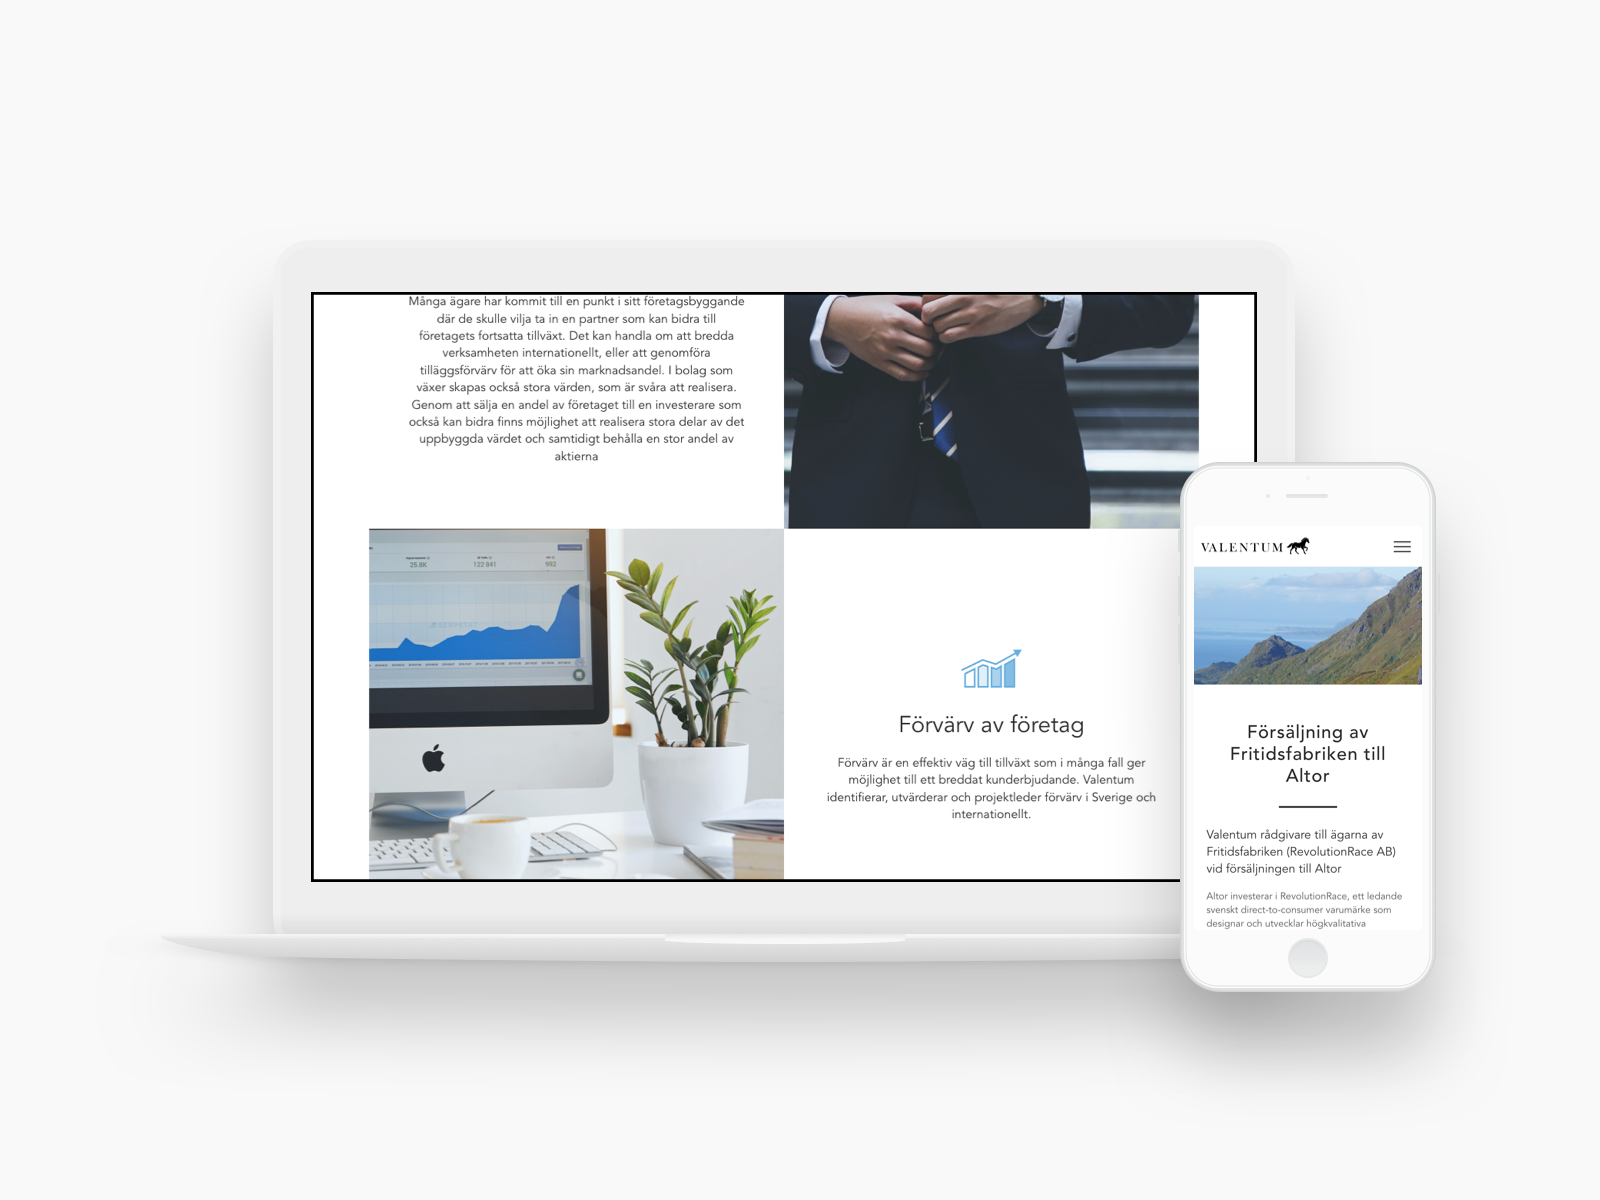 Många ägare har kommit till en punkt i sitt företagsbyggande
där de skulle vilja ta in en partner som kan bidra till
företagets fortsatta tillväxt. Det kan handla om att bredda
verksamheten internationellt, eller att genomföra
tilläggsförvärv för att öka sin marknadsandel. I bolag som
växer skapas också stora värden, som är svåra att realisera.
Genom att sälja en andel av företaget till en investerare som
också kan bidra finns möjlighet att realisera stora delar av det
uppbyggda värdet och samtidigt behålla en stor andel av
aktierna
25.8K
122 841
992
Förvärv av företag
Förvärv är en effektiv väg till tillväxt som i många fall ger
möjlighet till ett breddat kunderbjudande. Valentum
identifierar, utvärderar och projektleder förvärv i Sverige och
internationellt.
VALENTUM
Försäljning av
Fritidsfabriken till
Altor
Valentum rådgivare till ägarna av
Fritidsfabriken (RevolutionRace AB)
vid försäljningen till Altor
Altor investerar i RevolutionRace, ett ledande
svenskt direct-to-consumer varumärke som
designar och utvecklar högkvalitativa